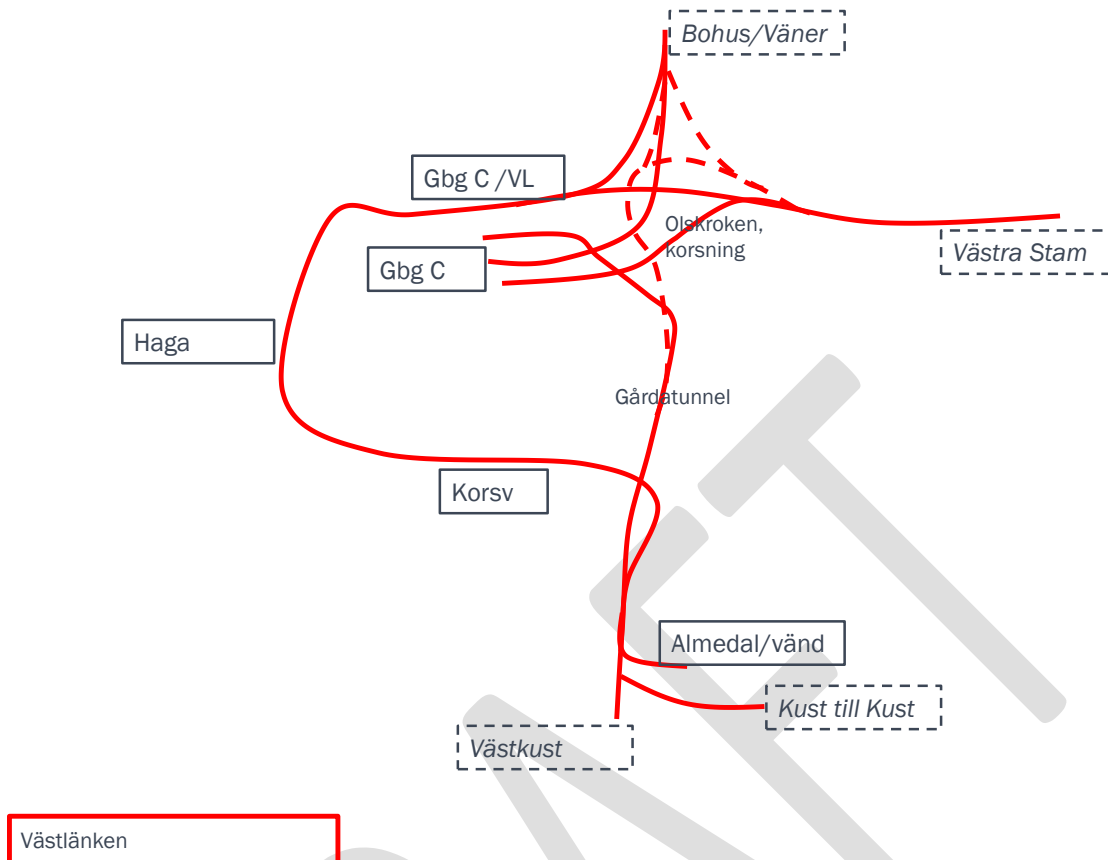 Bohus/Väner
Gbg C /VL
Olskroken,
korsning
Västra Stam
Gbg C
Haga
Gårdatunnel
Korsv
Almedal/vänd
Kust till Kust
Västkust
Västlänken